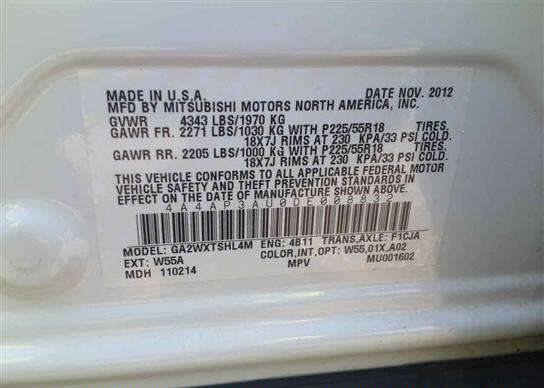 MADE IN U.S.A. DATE NOV. 2012
MFD BY MITSUBISHI MOTORS NORTH AMERICA, INC.
GVWR 4343 LBS/1970 KG
GAWR FR. 2271 LBS/1030 KG WITH P225/55R18 TIRES,
18X7J RIMS AT 230 KPA/33 PSI COLD.
GAWR RR. 2205 LBS/1000 KG WITH P225/55R18 TIRES,
18X7J RIMS AT 230 KPA/33 PSI COLD.
THIS VEHICLE CONFORMS TO ALL APPLICABLE FEDERAL MOTOR
VEHICLE SAFETY AND THEFT PREVENTION STANDARDS IN
EFFECT ON THE DATE OF MANUFACTURE SHOWN ABOVE.
4A4AP3AU0DE008832
MODEL: GA2WXTSHL4M ENG: 4B11 TRANS,AXLE: F1CJA
EXT: W55A COLOR,INT,OPT: W55,01X,A02
MDH 110214 MPV MU001602